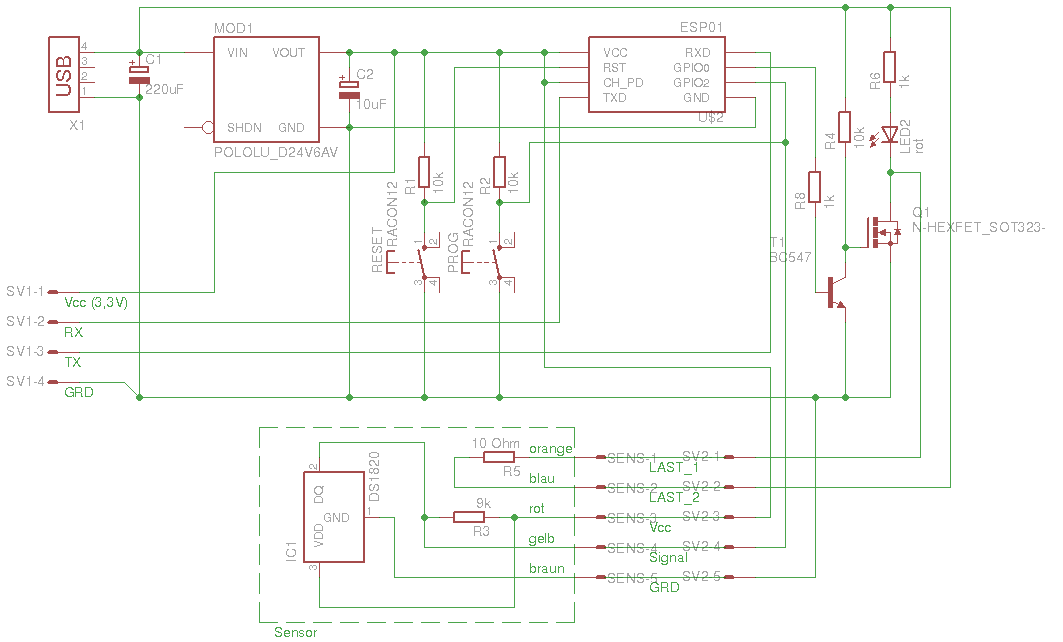 MOD1
ESP01
VIN VOUT
SHDN GND
POLOLU_D24V6AV
USB
4
3
2
1
X1
C1
+
220uF
C2
+
10uF
VCC RXD
RST GPIO0
CH_PD GPIO2
TXD GND
U$2
R6
1k
R4
10k
LED2
rot
R8
1k
Q1
N-HEXFET_SOT323-
T1
BC547
R1
10k
R2
10k
RESET
RACON12
1 2
3 4
PROG
RACON12
1 2
3 4
SV1-1
Vcc (3,3V)
SV1-2
RX
SV1-3
TX
SV1-4
GRD
10 Ohm
R5
orange
SENS-1 SV2-1
LAST_1
blau
SENS-2 SV2-2
LAST_2
9k
R3
rot
SENS-3 SV2-3
Vcc
gelb
SENS-4 SV2-4
Signal
braun
SENS-5 SV2-5
GRD
DS1820
2
DQ
GND 1
VDD
3
IC1
Sensor